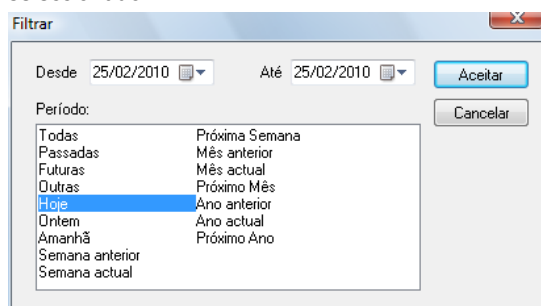 Filtrar
Desde 25/02/2010 Até 25/02/2010 Aceitar
Período: Cancelar
Todas Próxima Semana
Passadas Mês anterior
Futuras Mês actual
Outras Próximo Mês
Hoje Ano anterior
Ontem Ano actual
Amanhã Próximo Ano
Semana anterior
Semana actual